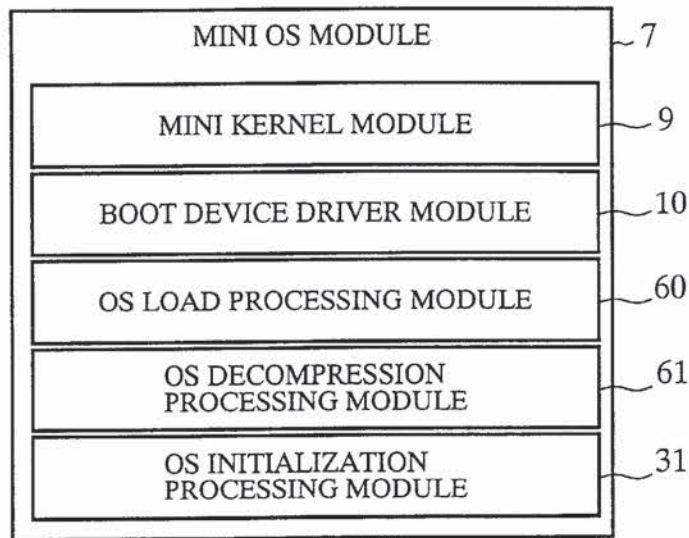 MINI OS MODULE 7
MINI KERNEL MODULE 9
BOOT DEVICE DRIVER MODULE 10
OS LOAD PROCESSING MODULE 60
OS DECOMPRESSION
PROCESSING MODULE 61
OS INITIALIZATION
PROCESSING MODULE 31